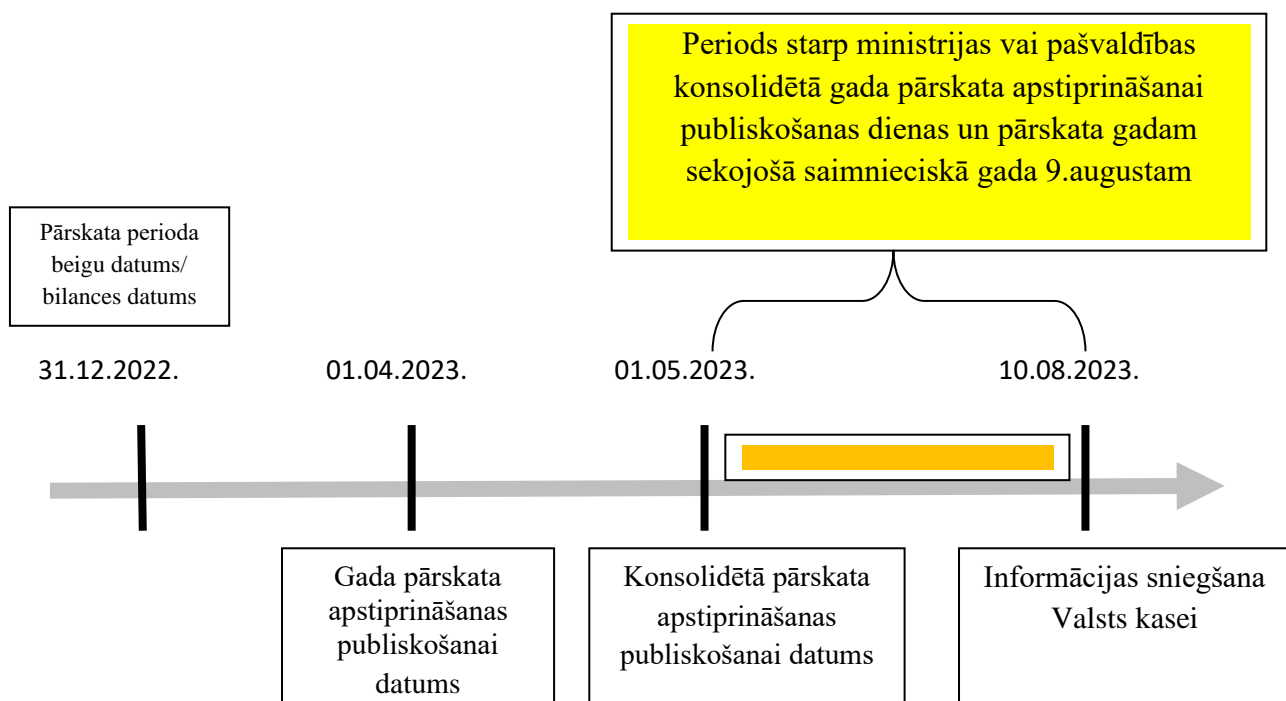 Periods starp ministrijas vai pašvaldības
konsolidētā gada pārskata apstiprināšanai
publiskošanas dienas un pārskata gadam
sekojošā saimnieciskā gada 9.augustam
Pārskata perioda
beigu datums/
bilances datums
31.12.2022.
01.04.2023.
01.05.2023.
10.08.2023.
Gada pārskata
apstiprināšanas
publiskošanai
datums
Konsolidētā pārskata
apstiprināšanas
publiskošanai datums
Informācijas sniegšana
Valsts kasei